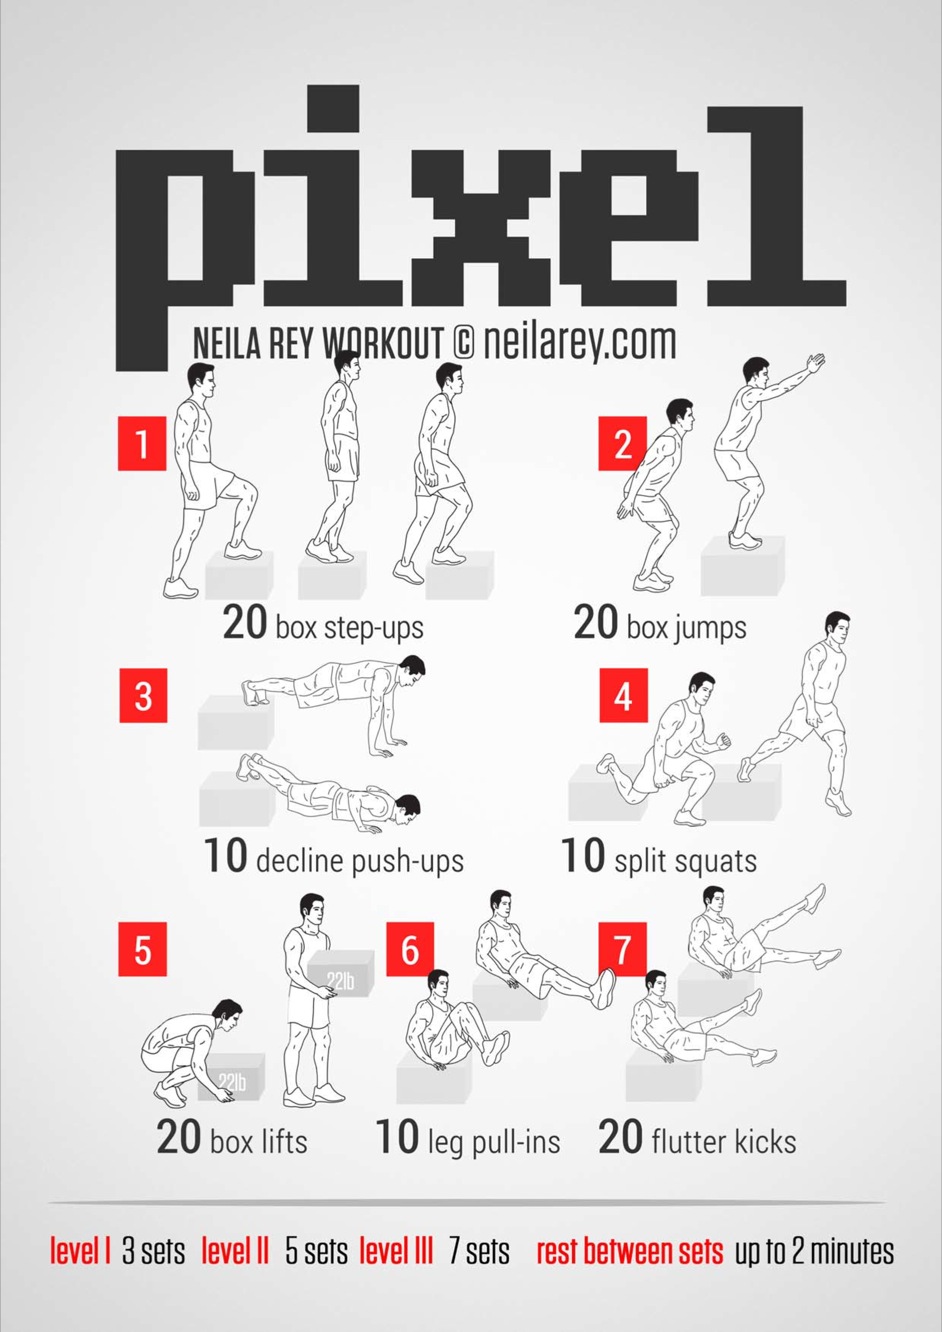 pixel
NEILA REY WORKOUT © neilarey.com
1
2
20 box step-ups
20 box jumps
3
4
10 decline push-ups
10 split squats
5
6
7
22lb
22lb
20 box lifts
10 leg pull-ins
20 flutter kicks
level I 3 sets level II 5 sets level III 7 sets rest between sets up to 2 minutes